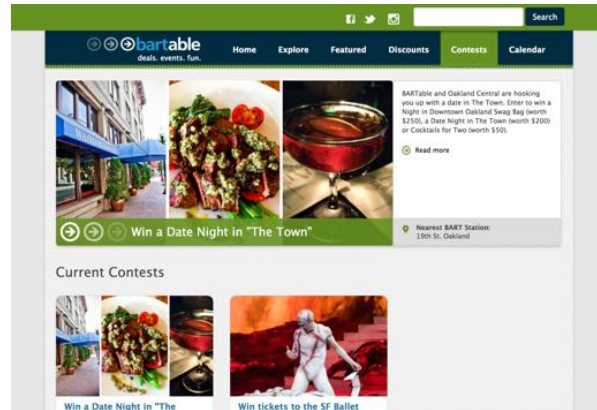 Search
bartable
deals. events. fun.
Home
Explore
Featured
Discounts
Contests
Calendar
BARTable and Oakland Central are hooking
you up with a date in The Town. Enter to win a
Night in Downtown Oakland Swag Bag (worth
$250), a Date Night in The Town (worth $200)
or Cocktails for Two (worth $50).
Read more
Win a Date Night in "The Town"
Nearest BART Station:
19th St. Oakland
Current Contests
Win a Date Night in "The
Win tickets to the SF Ballet